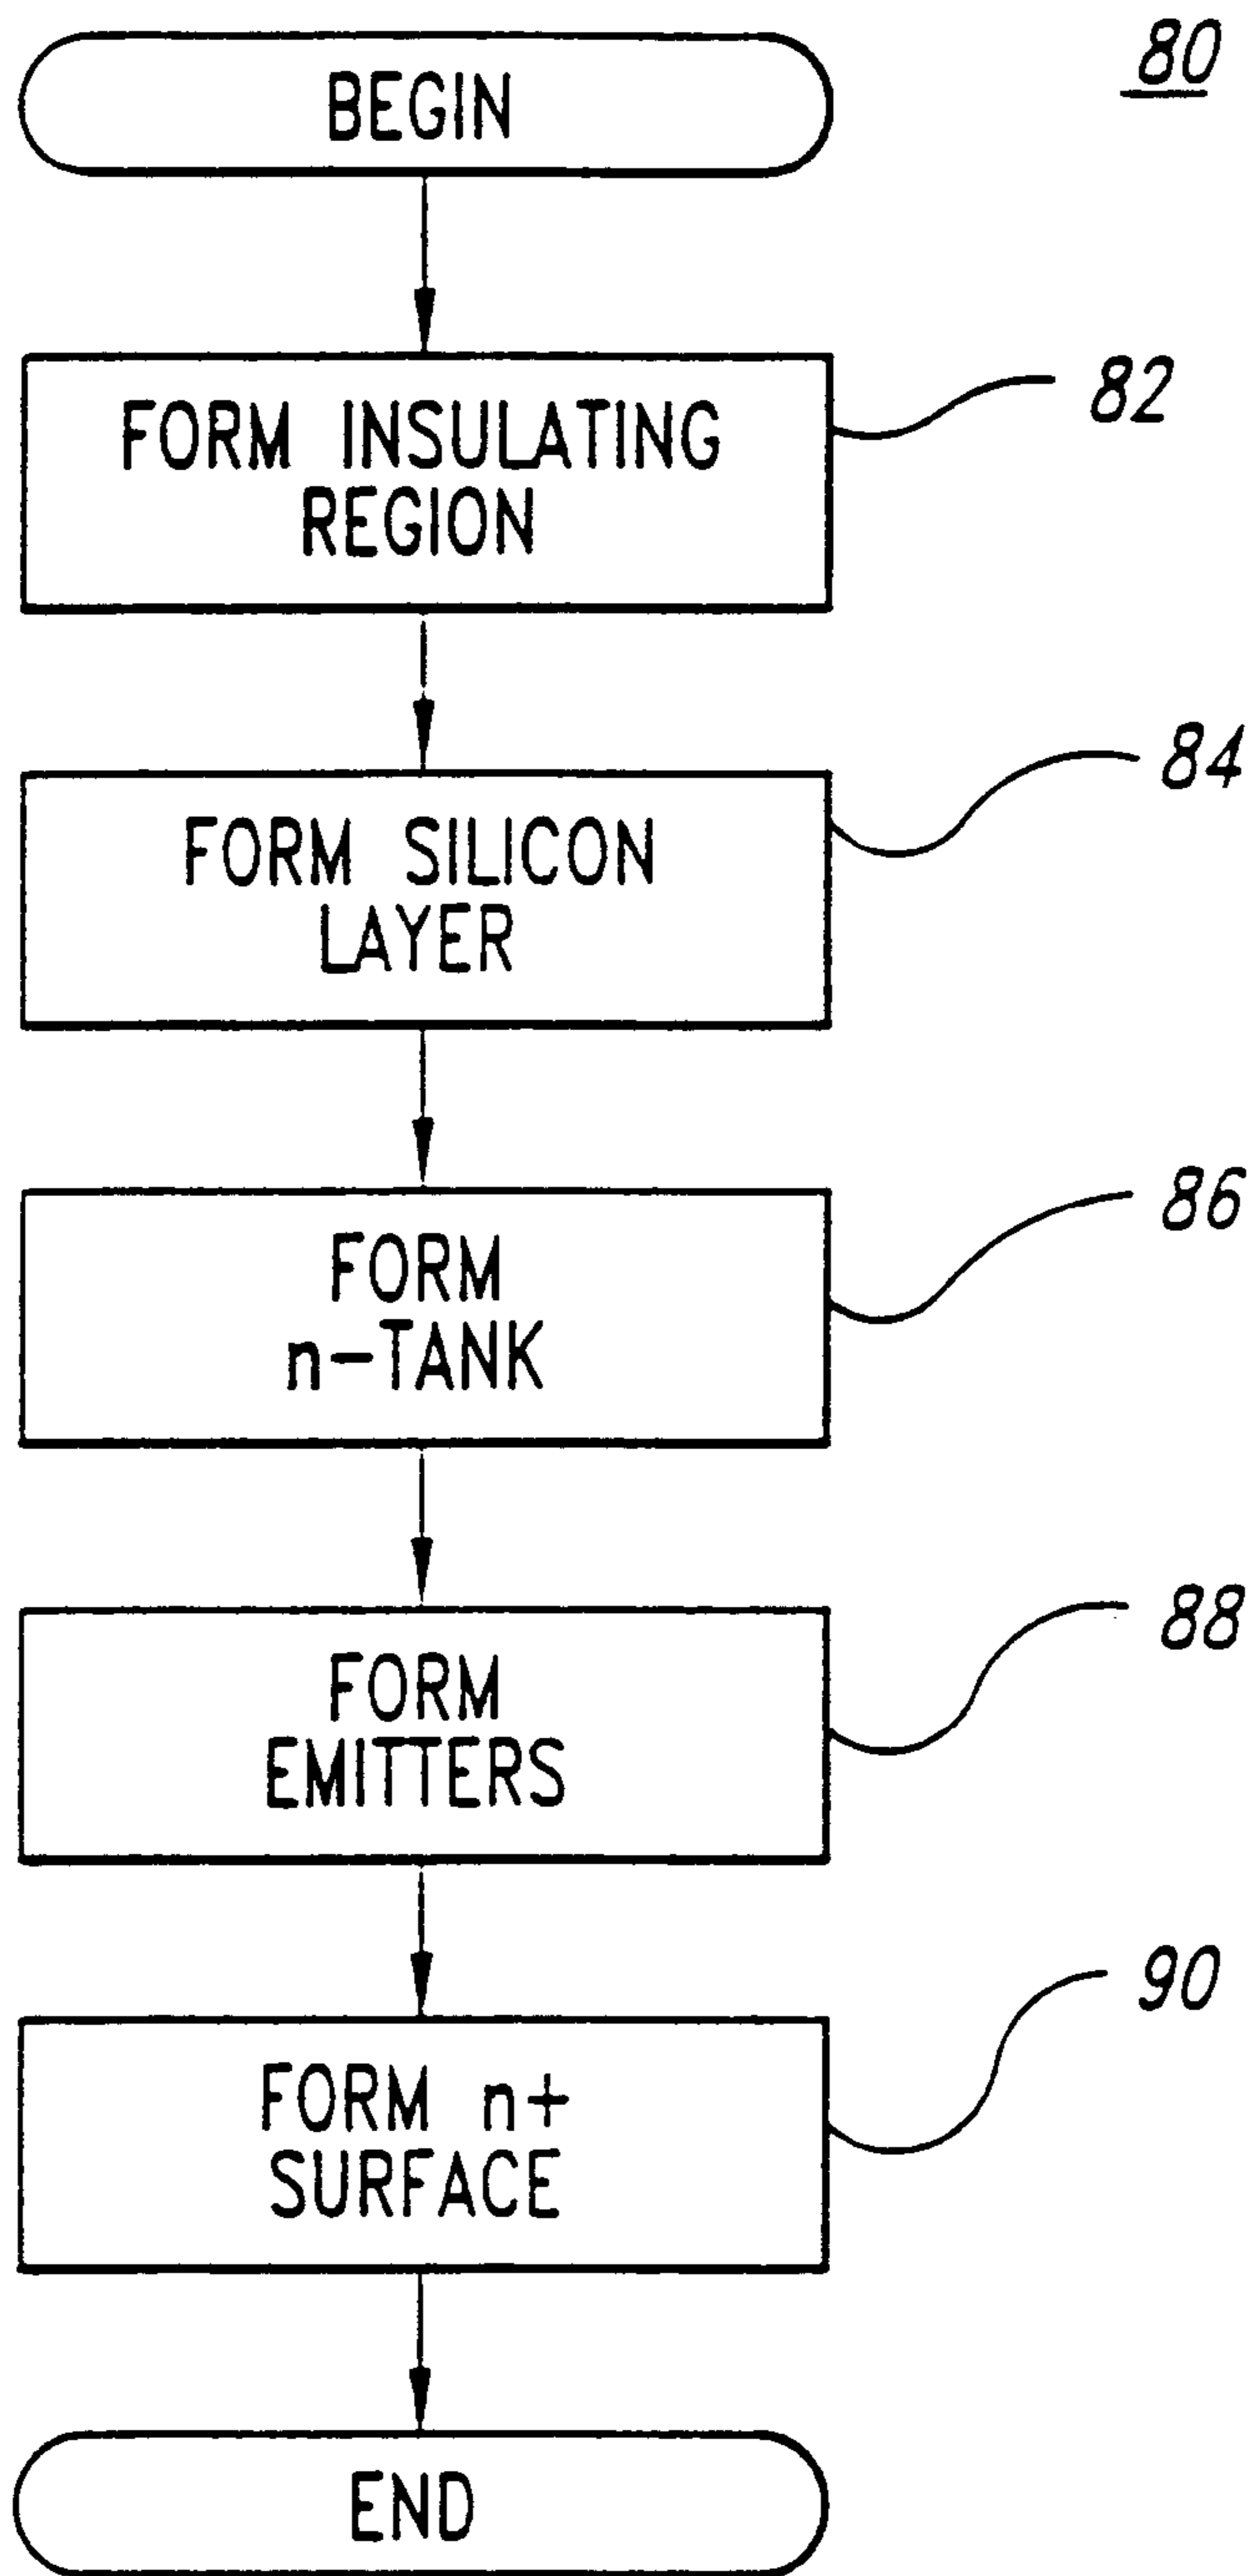 80
BEGIN
FORM INSULATING
REGION
82
FORM SILICON
LAYER
84
FORM
n-TANK
86
FORM
EMITTERS
88
FORM n+
SURFACE
90
END